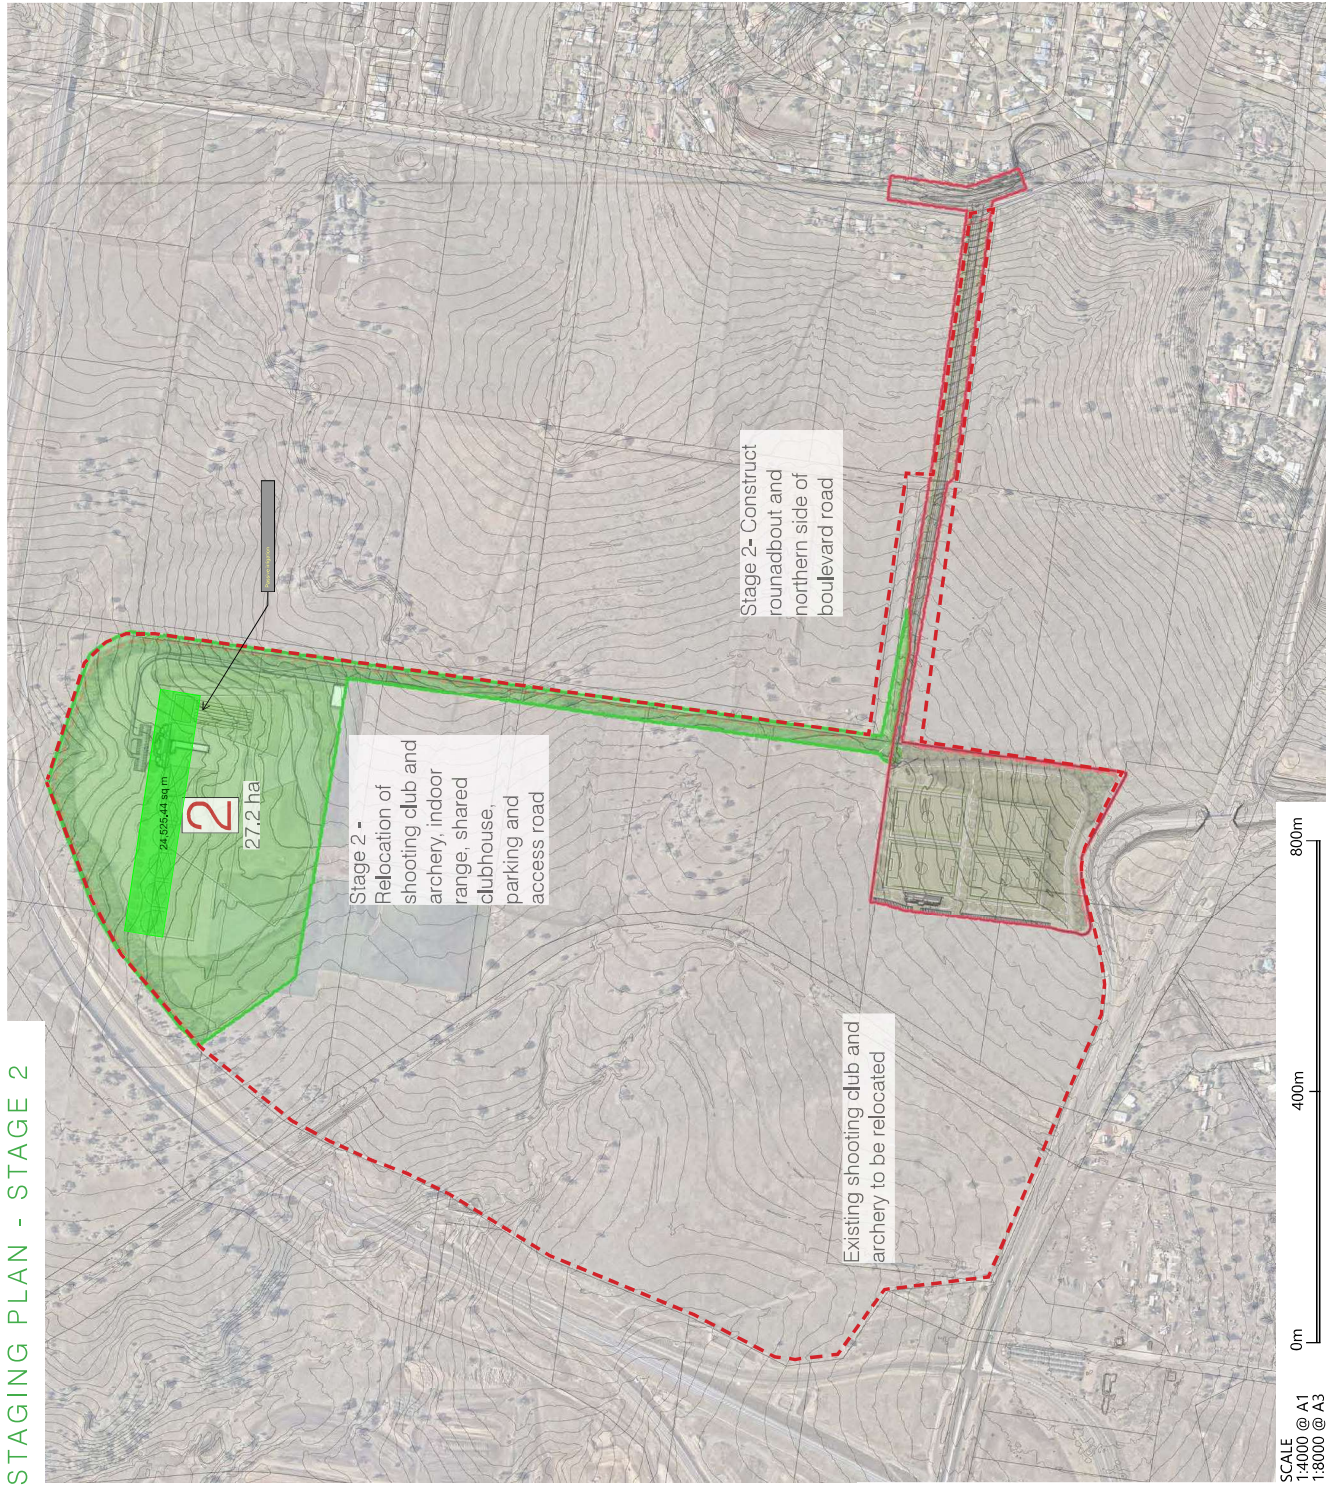 STAGING PLAN - STAGE 2
24,525.44 sq m
2
27.2 ha
Stage 2 -
Relocation of
shooting club and
archery, indoor
range, shared
clubhouse,
parking and
access road
Stage 2- Construct
rounadbout and
northern side of
boulevard road
Existing shooting club and
archery to be relocated
SCALE
1:4000 @ A1
1:8000 @ A3
0m
400m
800m